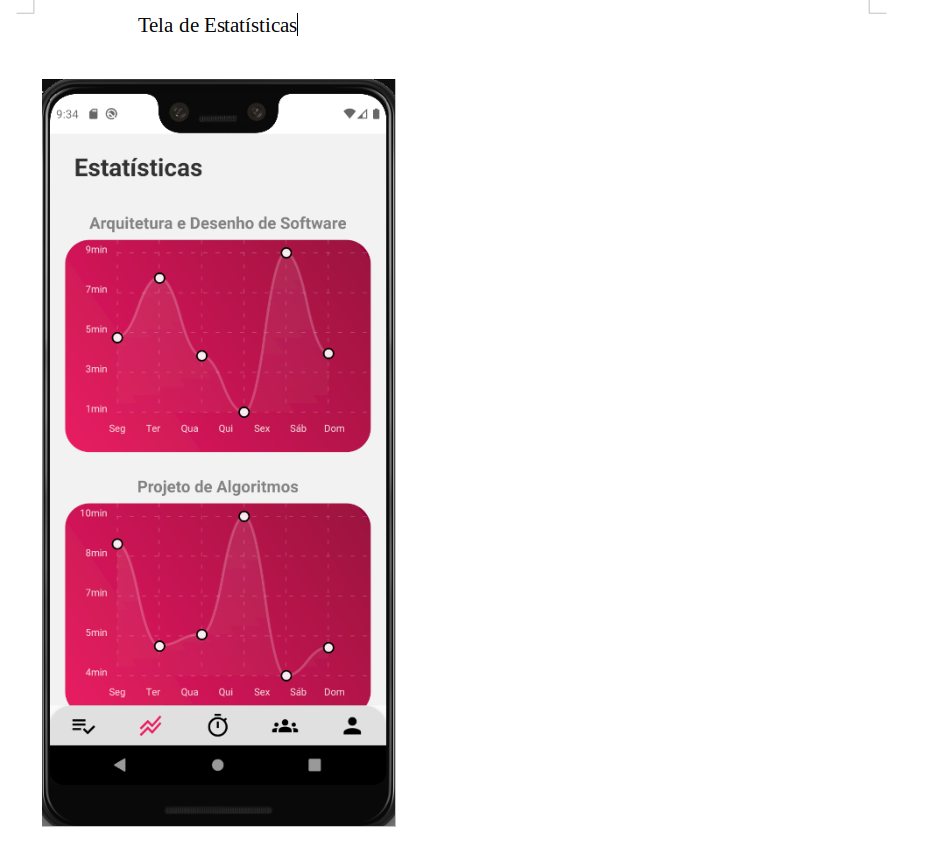 Tela de Estatísticas
9:34
Estatísticas
Arquitetura e Desenho de Software
9min
7min
5min
3min
1min
Seg Ter Qua Qui Sex Sáb Dom
Projeto de Algoritmos
10min
8min
7min
5min
4min
Seg Ter Qua Qui Sex Sáb Dom